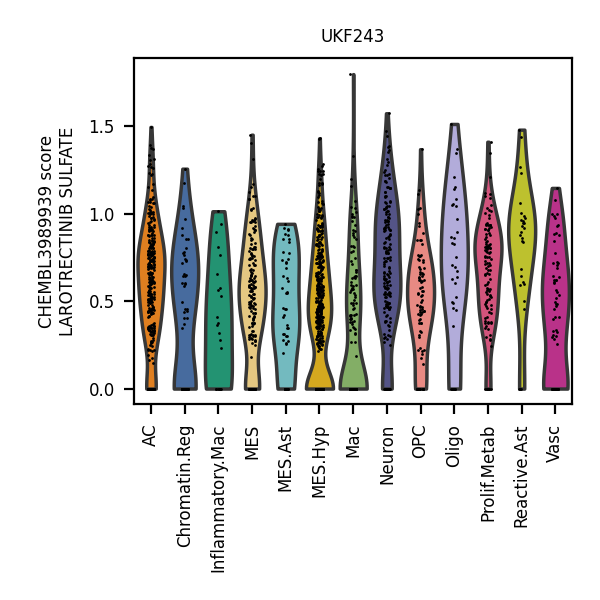 UKF243
CHEMBL3989939 score
LAROTRECTINIB SULFATE
1.5
1.0
0.5
0.0
AC
Chromatin.Reg
Inflammatory.Mac
MES
MES.Ast
MES.Hyp
Mac
Neuron
OPC
Oligo
Prolif.Metab
Reactive.Ast
Vasc